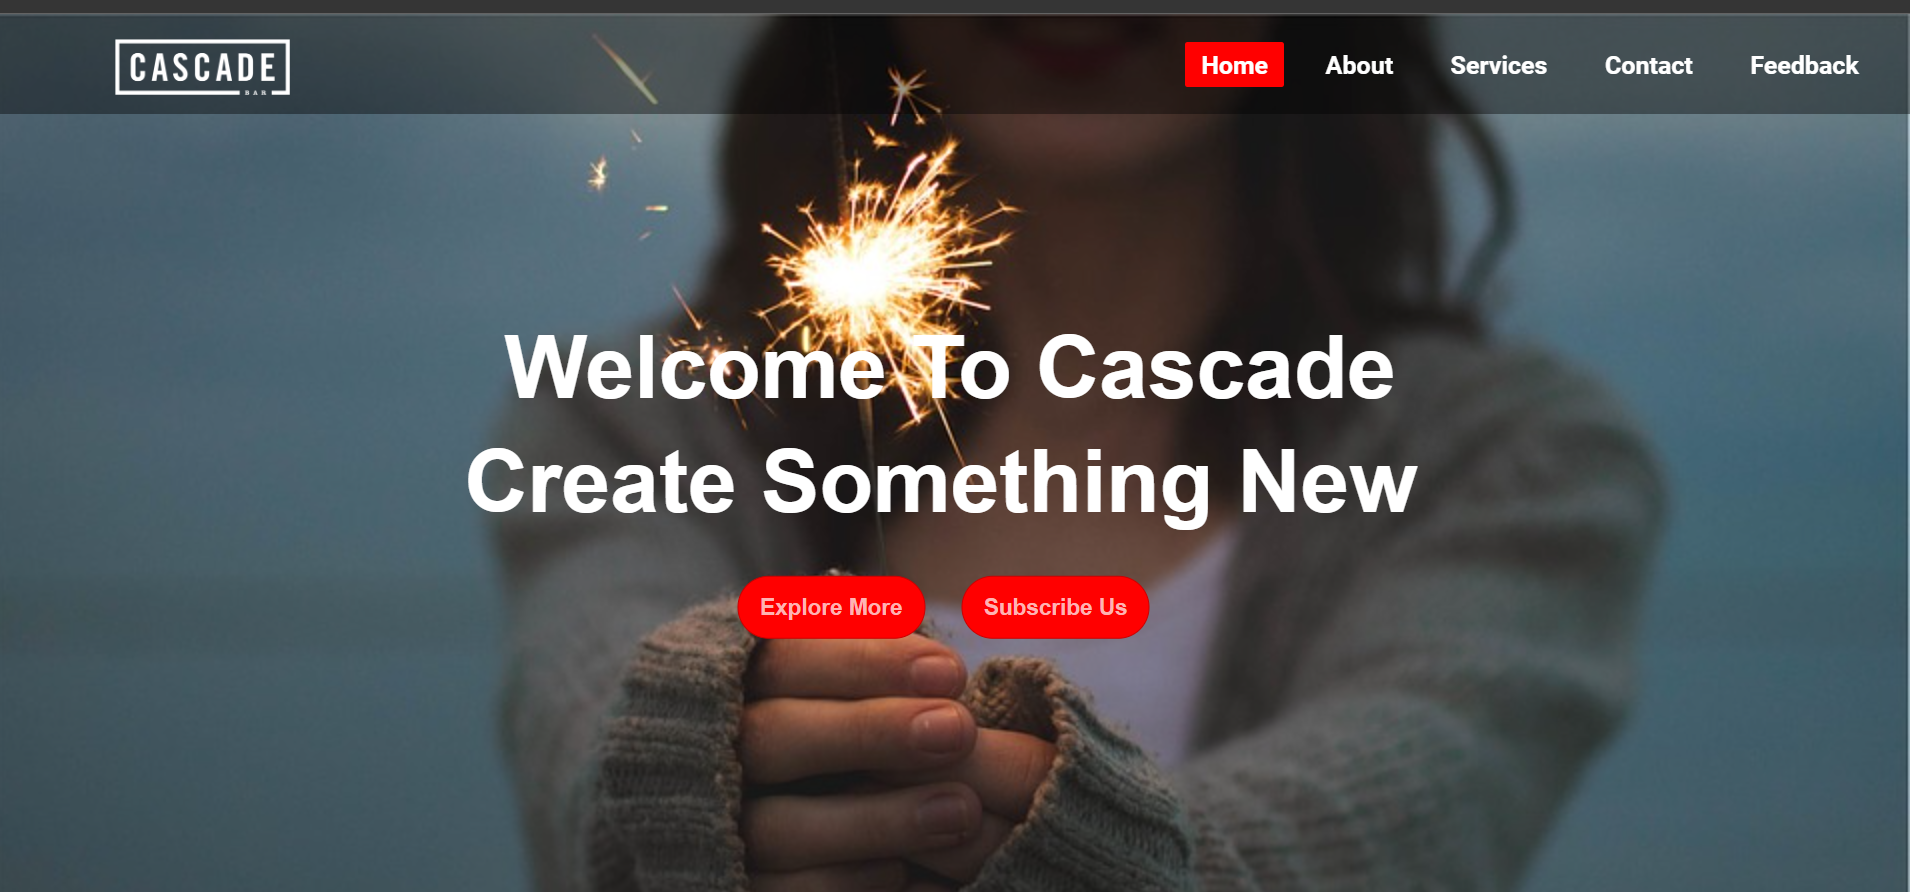 CASCADE
BAR
Home About Services Contact Feedback
Welcome To Cascade
Create Something New
Explore More Subscribe Us